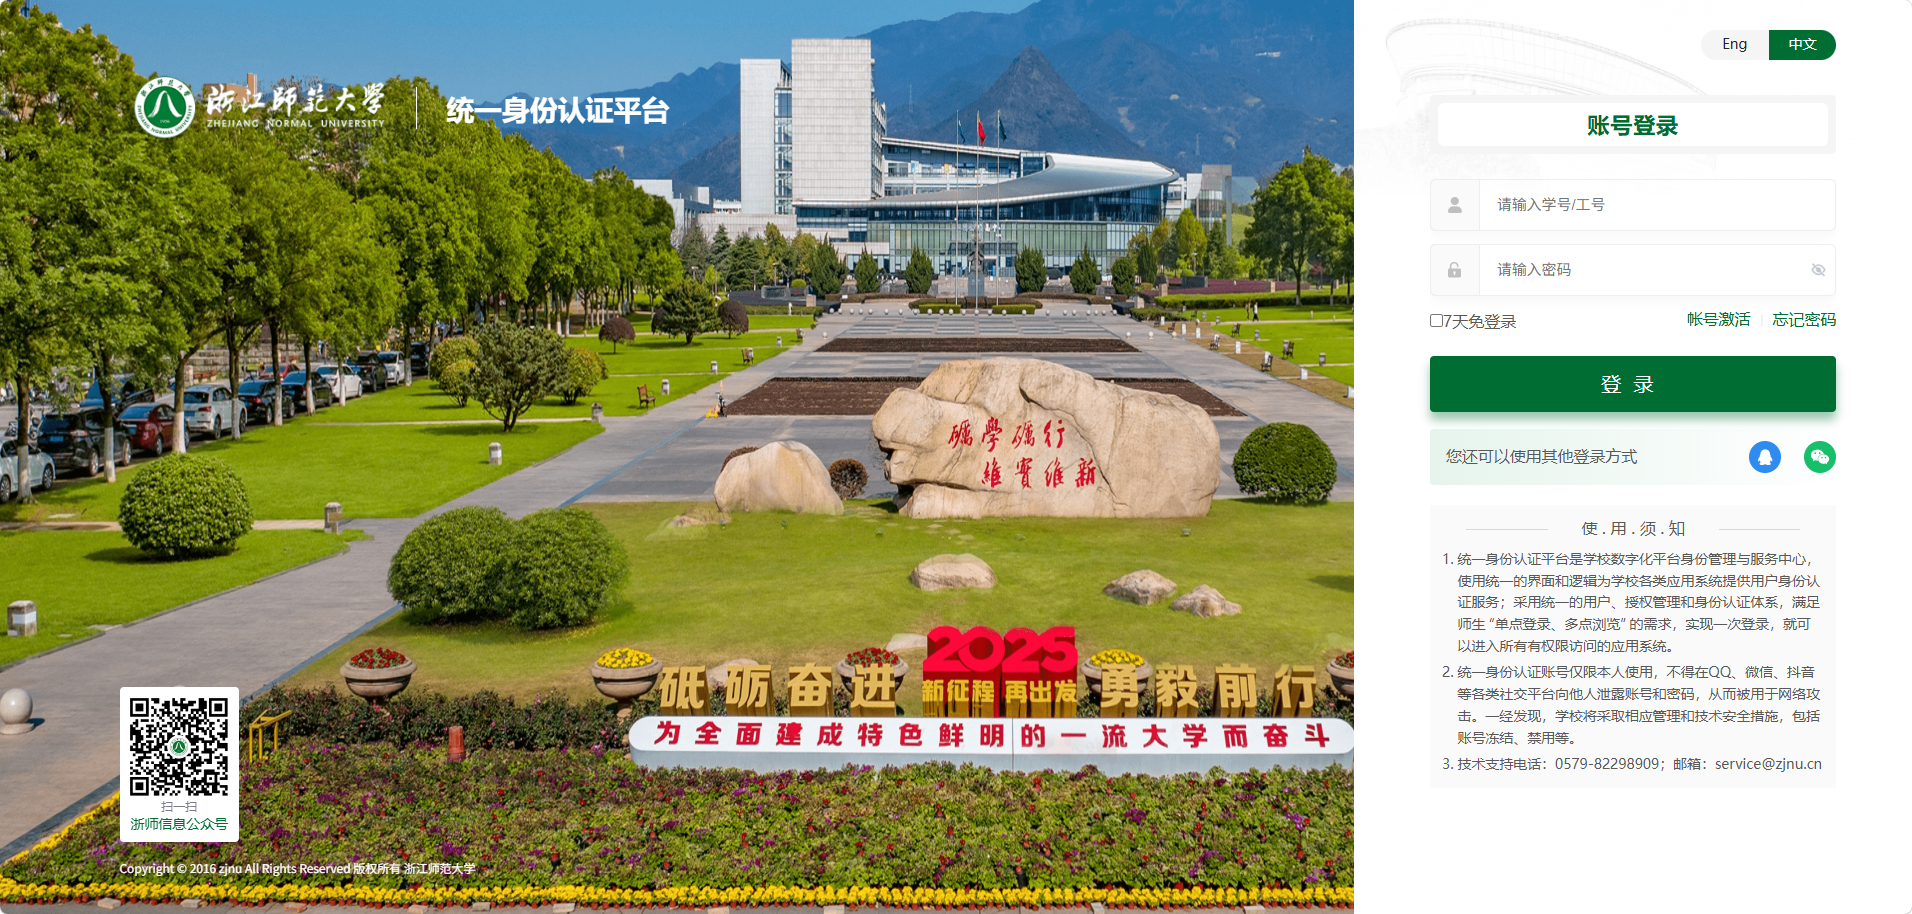 浙江师范大学
ZHEJIANG NORMAL UNIVERSITY
统一身份认证平台
砺學礪行
維實維新
2025
砥砺奋进 新征程 再出发 勇毅前行
为全面建成特色鲜明的一流大学而奋斗
扫一扫
浙师信息公众号
Copyright © 2016 zjnu All Rights Reserved 版权所有 浙江师范大学
Eng
中文
账号登录
请输入学号/工号
请输入密码
7天免登录
帐号激活
忘记密码
登 录
您还可以使用其他登录方式
使.用.须.知
1. 统一身份认证平台是学校数字化平台身份管理与服务中心，
使用统一的界面和逻辑为学校各类应用系统提供用户身份认
证服务；采用统一的用户、授权管理和身份认证体系，满足
师生“单点登录、多点浏览”的需求，实现一次登录，就可
以进入所有有权限访问的应用系统。
2. 统一身份认证账号仅限本人使用，不得在QQ、微信、抖音
等各类社交平台向他人泄露账号和密码，从而被用于网络攻
击。一经发现，学校将采取相应管理和技术安全措施，包括
账号冻结、禁用等。
3. 技术支持电话：0579-82298909；邮箱：service@zjnu.cn